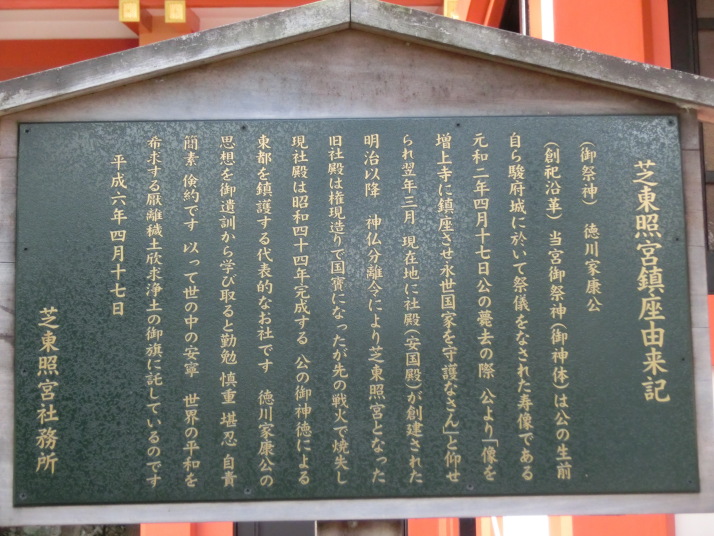 芝東照宮鎮座由来記
(御祭神) 徳川家康公
(創祀沿革) 当宮御祭神(御神体)は公の生前
自ら駿府城に於いて祭儀をなされた寿像である
元和二年四月十七日公の薨去の際 公より「像を
増上寺に鎮座させ永世国家を守護なさん」と仰せ
られ翌年三月 現在地に社殿(安国殿)が創建された
明治以降 神仏分離令により芝東照宮となった
旧社殿は権現造りで国宝になったが先の戦火で焼失し
現社殿は昭和四十四年完成する 公の御神徳による
東都を鎮護する代表的なお社です 徳川家康公の
思想を御遺訓から学び取ると勤勉 慎重 堪忍 自責
簡素 倹約です 以って世の中の安寧 世界の平和を
希求する厭離穢土欣求浄土の御旗に託しているのです
平成六年四月十七日
芝東照宮社務所